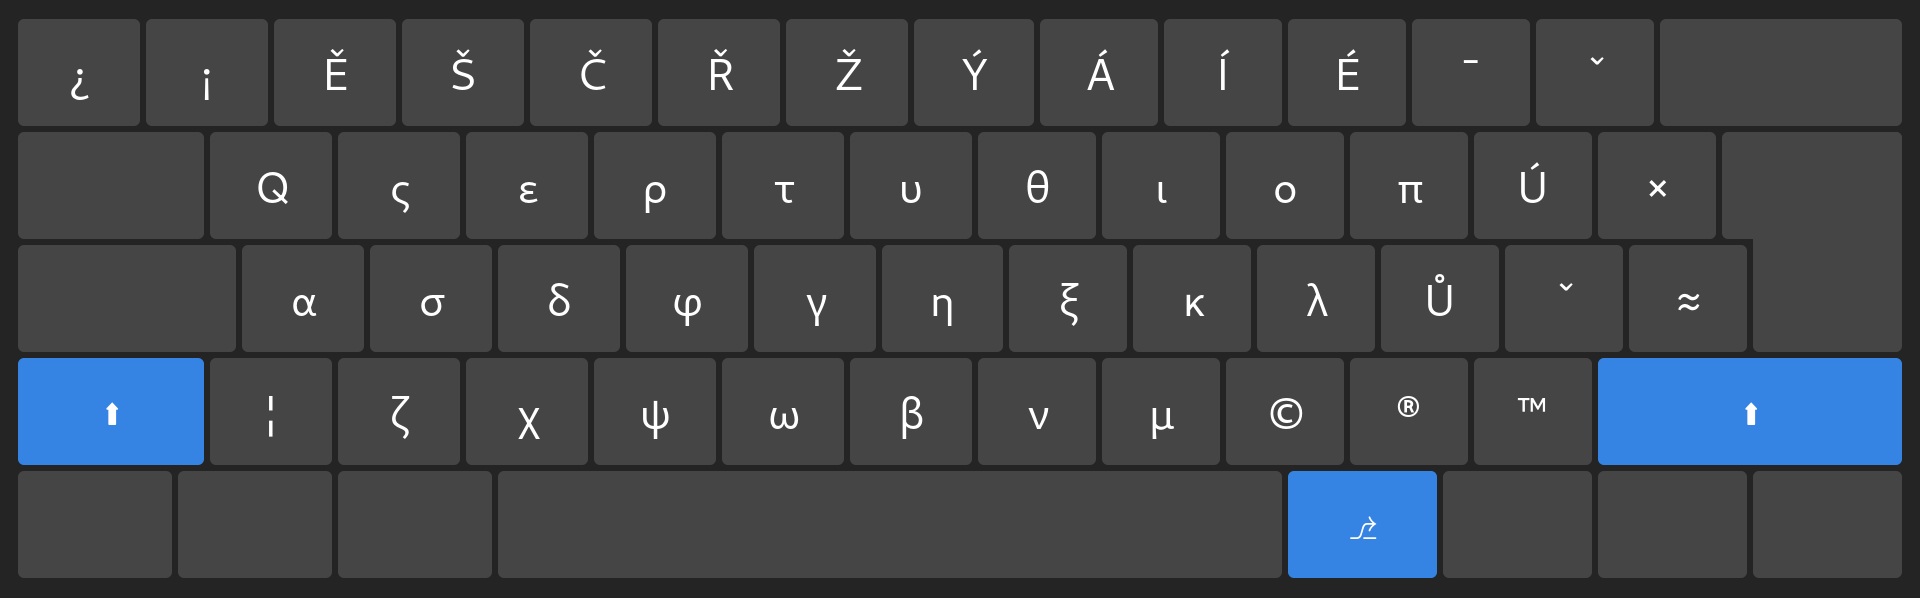 ¿ ¡ Ě Š Č Ř Ž Ý Á Í É ¯ ˇ
Q ς ε ρ τ υ θ ι ο π Ú ×
α σ δ φ γ η ξ κ λ Ů ˇ ≈
⬆ ¦ ζ χ ψ ω β ν μ © ® ™ ⬆
⎇